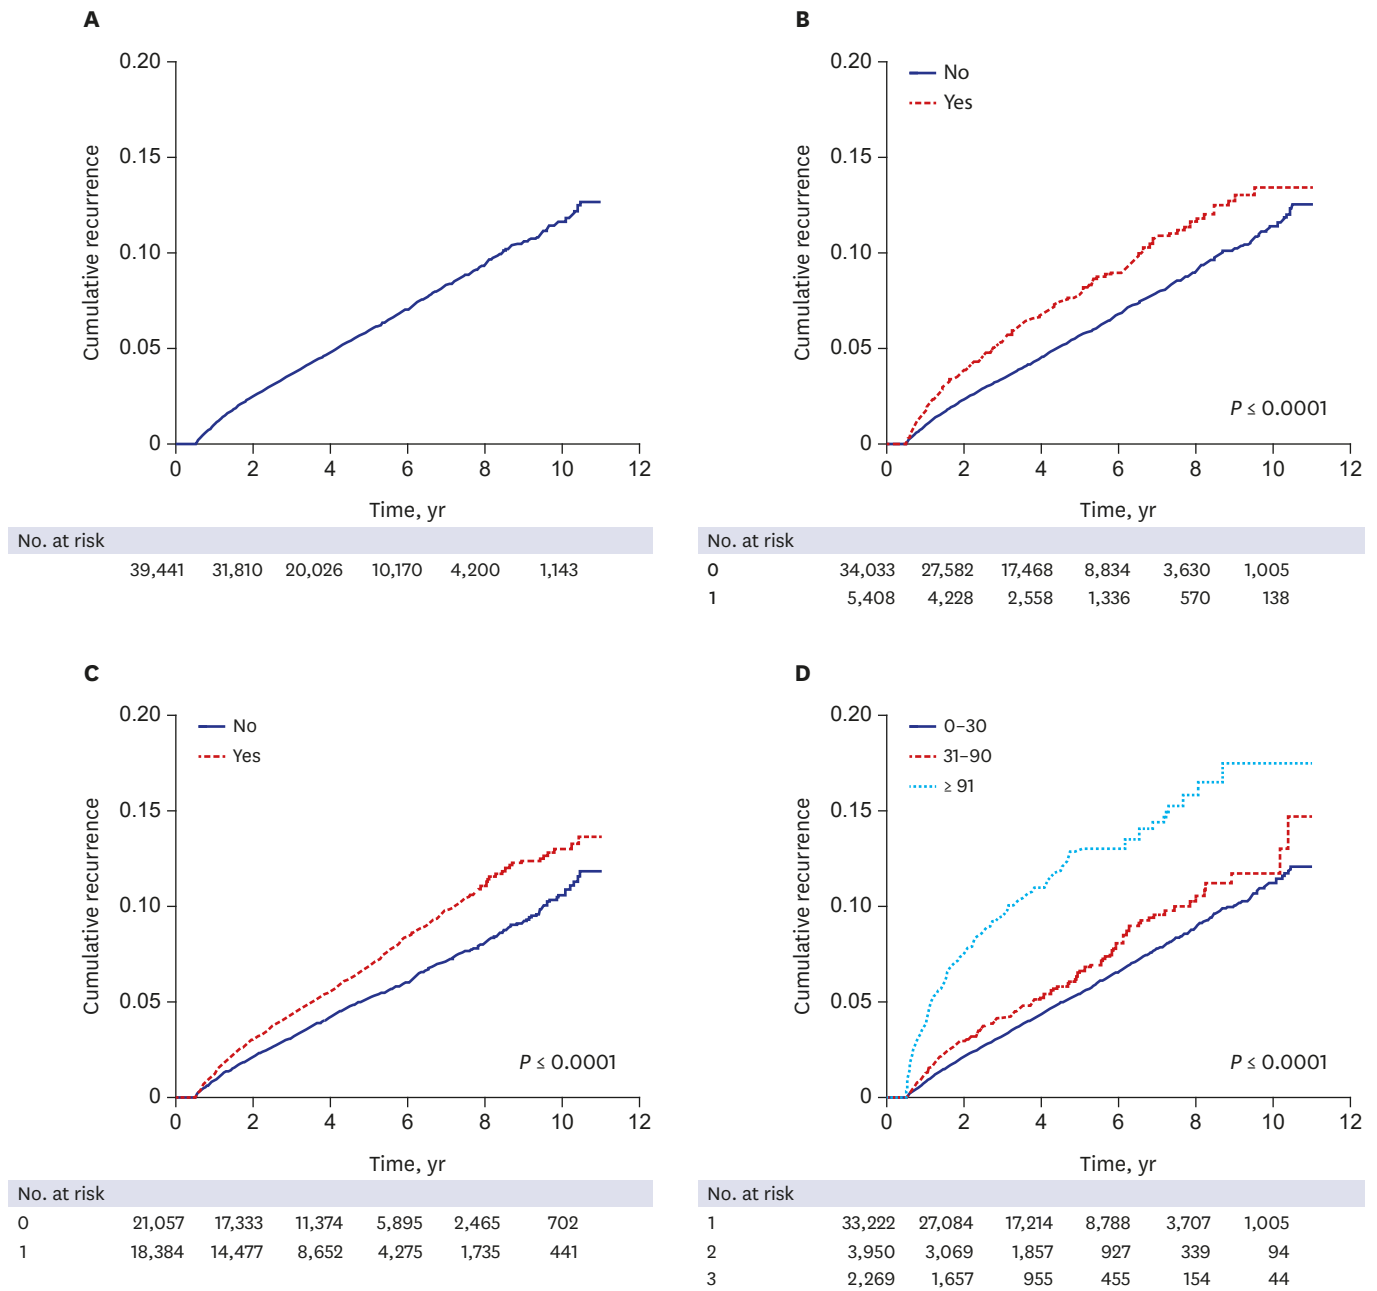 A
0.20
0.15
0.10
0.05
0
Cumulative recurrence
0 2 4 6 8 10 12
Time, yr
No. at risk
39,441 31,810 20,026 10,170 4,200 1,143
B
No
Yes
0.20
0.15
0.10
0.05
0
Cumulative recurrence
P ≤ 0.0001
0 2 4 6 8 10 12
Time, yr
No. at risk
0 34,033 27,582 17,468 8,834 3,630 1,005
1 5,408 4,228 2,558 1,336 570 138
C
No
Yes
0.20
0.15
0.10
0.05
0
Cumulative recurrence
P ≤ 0.0001
0 2 4 6 8 10 12
Time, yr
No. at risk
0 21,057 17,333 11,374 5,895 2,465 702
1 18,384 14,477 8,652 4,275 1,735 441
D
0–30
31–90
≥ 91
0.20
0.15
0.10
0.05
0
Cumulative recurrence
P ≤ 0.0001
0 2 4 6 8 10 12
Time, yr
No. at risk
1 33,222 27,084 17,214 8,788 3,707 1,005
2 3,950 3,069 1,857 927 339 94
3 2,269 1,657 955 455 154 44